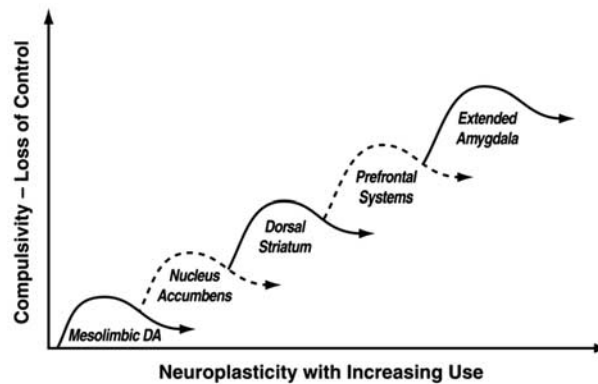 Compulsivity – Loss of Control
Extended
Amygdala
Prefrontal
Systems
Dorsal
Striatum
Nucleus
Accumbens
Mesolimbic DA
Neuroplasticity with Increasing Use